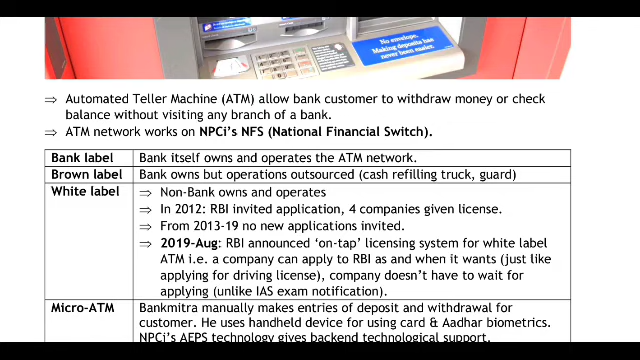 No envelope.
Making deposits has
never been easier.
⇒ Automated Teller Machine (ATM) allow bank customer to withdraw money or check
balance without visiting any branch of a bank.
⇒ ATM network works on NPCi's NFS (National Financial Switch).
Bank label Bank itself owns and operates the ATM network.
Brown label Bank owns but operations outsourced (cash refilling truck, guard)
White label ⇒ Non-Bank owns and operates
⇒ In 2012: RBI invited application, 4 companies given license.
⇒ From 2013-19 no new applications invited.
⇒ 2019-Aug: RBI announced 'on-tap' licensing system for white label
ATM i.e. a company can apply to RBI as and when it wants (just like
applying for driving license), company doesn't have to wait for
applying (unlike IAS exam notification).
Micro-ATM Bankmitra manually makes entries of deposit and withdrawal for
customer. He uses handheld device for using card & Aadhar biometrics.
NPCi's AEPS technology gives backend technological support.